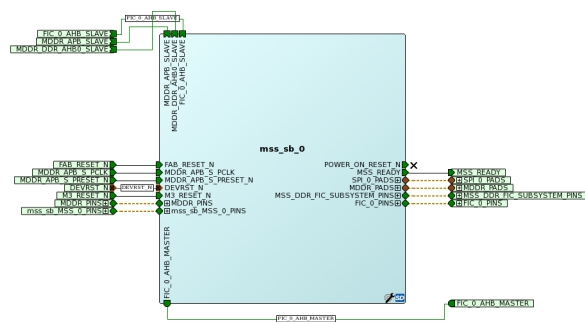 FIC_0_AHB_SLAVE
FIC_0_AHB_SLAVE
MDDR_APB_SLAVE
MDDR_DDR_AHB0_SLAVE
MDDR_APB_SLAVE
MDDR_DDR_AHB0_SLAVE
FIC_0_AHB_SLAVE
mss_sb_0
FAB_RESET_N
FAB_RESET_N
POWER_ON_RESET_N
MDDR_APB_S_PCLK
MDDR_APB_S_PCLK
MSS_READY
MSS_READY
MDDR_APB_S_PRESET_N
MDDR_APB_S_PRESET_N
SPI_0_PADS
SPI_0_PADS
DEVRST_N
DEVRST_N
DEVRST_N
MDDR_PADS
MDDR_PADS
M3_RESET_N
M3_RESET_N
MSS_DDR_FIC_SUBSYSTEM_PINS
MSS_DDR_FIC_SUBSYSTEM_PINS
MDDR_PINS
MDDR_PINS
FIC_0_PINS
FIC_0_PINS
mss_sb_MSS_0_PINS
mss_sb_MSS_0_PINS
FIC_0_AHB_MASTER
SD
FIC_0_AHB_MASTER
FIC_0_AHB_MASTER